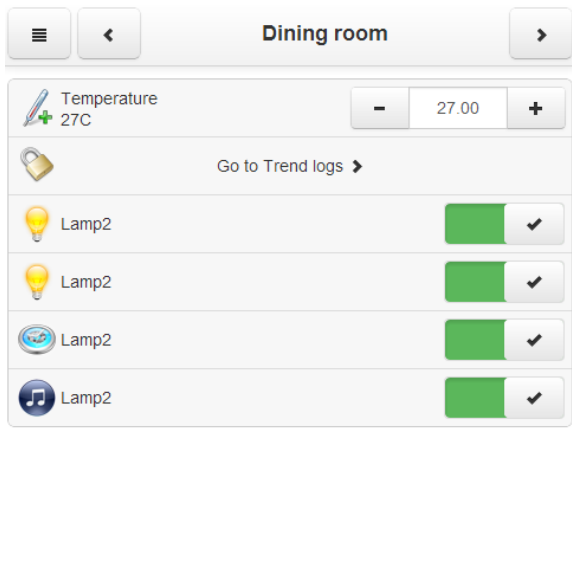 Dining room
Temperature
27C
27.00
Go to Trend logs
Lamp2
Lamp2
Lamp2
Lamp2